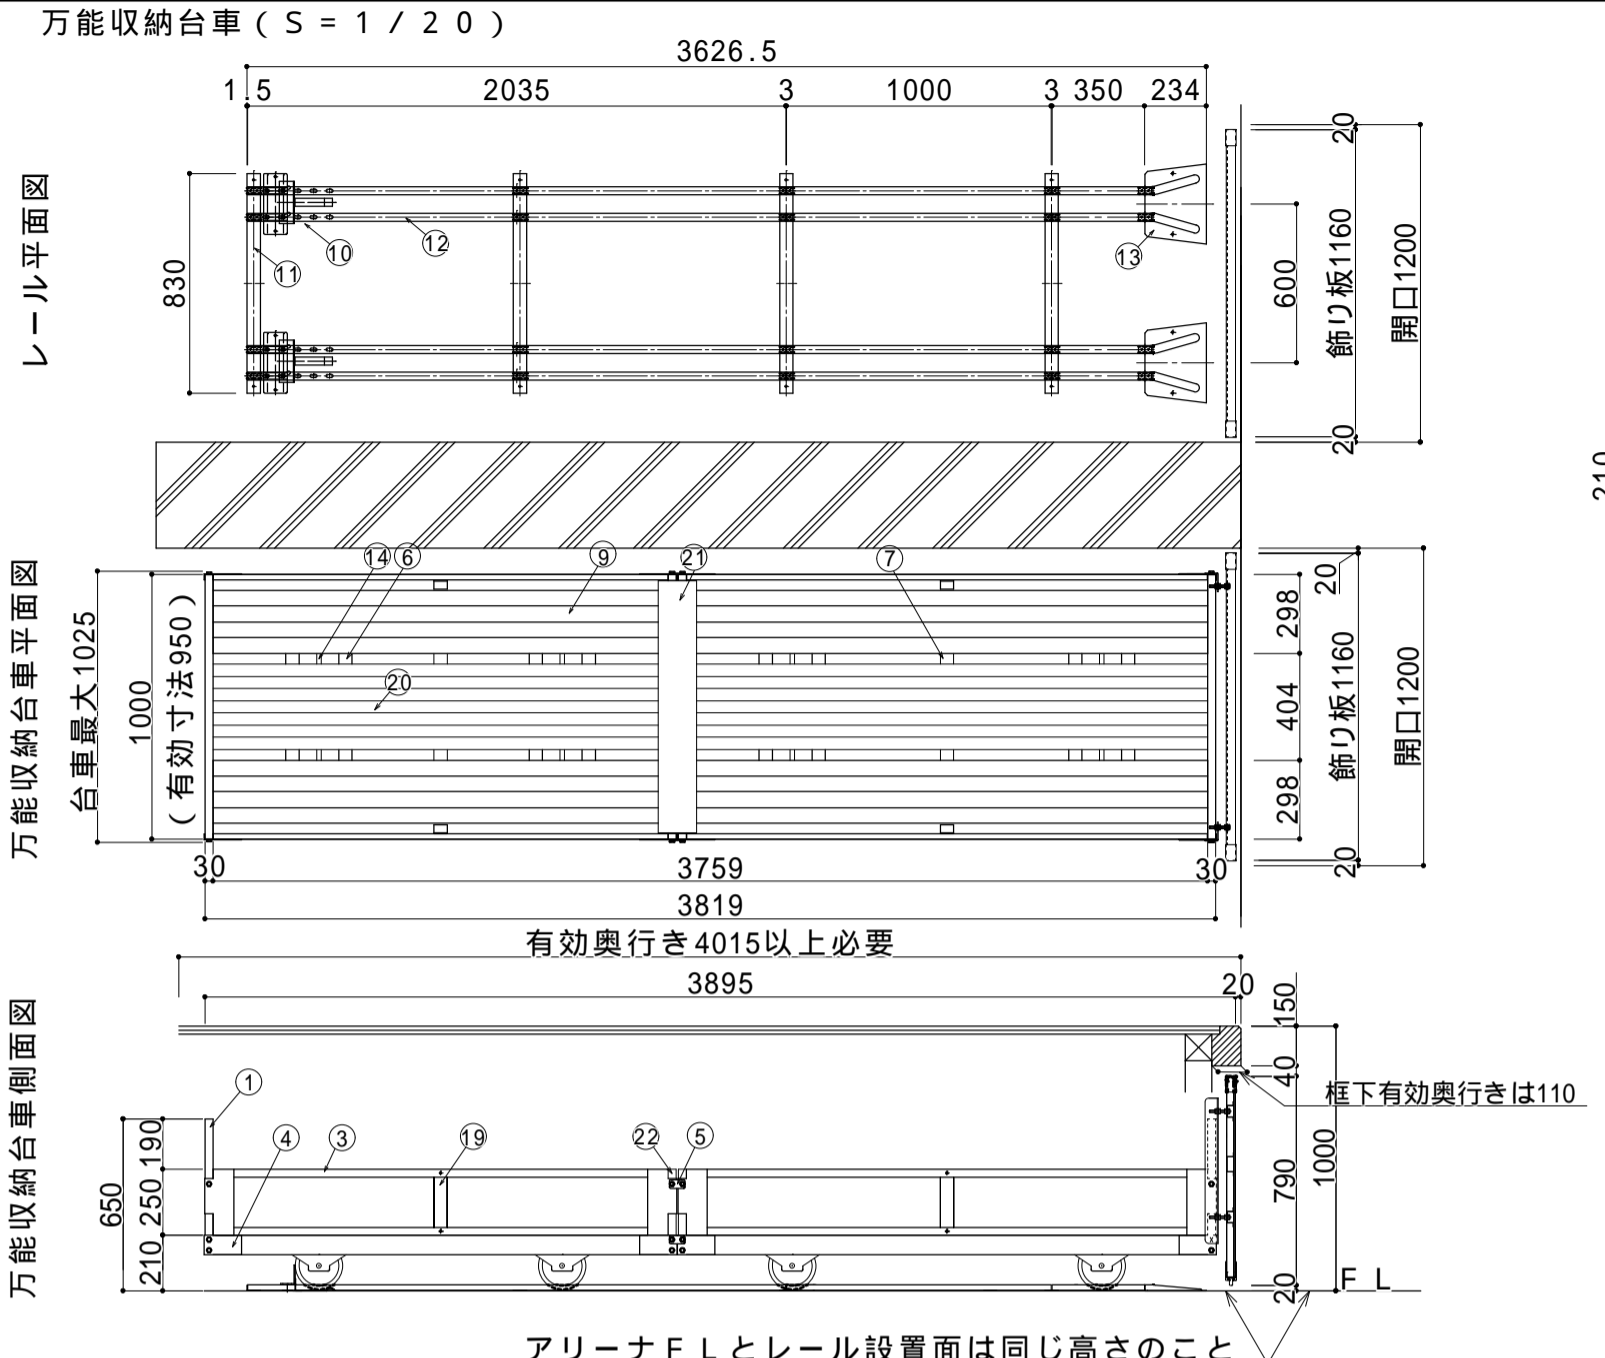 万能収納台車（Ｓ＝１／２０）
3626.5
1.5 2035 3 1000 3 350 234
レール平面図
830
⑩ ⑪ ⑫ ⑬
600
20
飾り板1160
開口1200
20
210
万能収納台車平面図
台車最大1025
1000
（有効寸法950）
⑭ ⑥ ⑨ ㉑ ⑦
⑳
20
298
404
298
飾り板1160
開口1200
20
30 3759 30
3819
有効奥行き4015以上必要
3895 20
万能収納台車側面図
① ④ ③ ⑲ ㉒ ⑤
650
190
250
210
150
40
790
20
1000
框下有効奥行きは110
ＦＬ
アリーナＦＬとレール設置面は同じ高さのこと